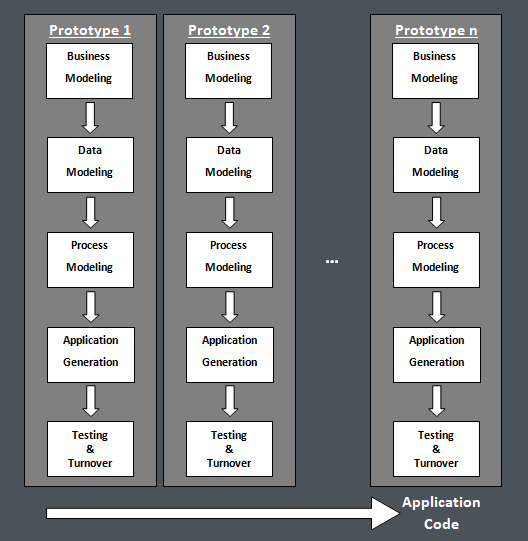 Prototype 1
Business
Modeling
Data
Modeling
Process
Modeling
Application
Generation
Testing
&
Turnover
Prototype 2
Business
Modeling
Data
Modeling
Process
Modeling
Application
Generation
Testing
&
Turnover
...
Prototype n
Business
Modeling
Data
Modeling
Process
Modeling
Application
Generation
Testing
&
Turnover
Application
Code